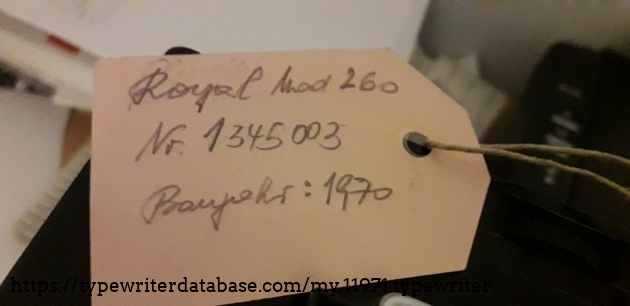 Royal Mod 260
Nr. 1345003
Baujahr: 1970
https://typewriterdatabase.com/my.11971.typewriter